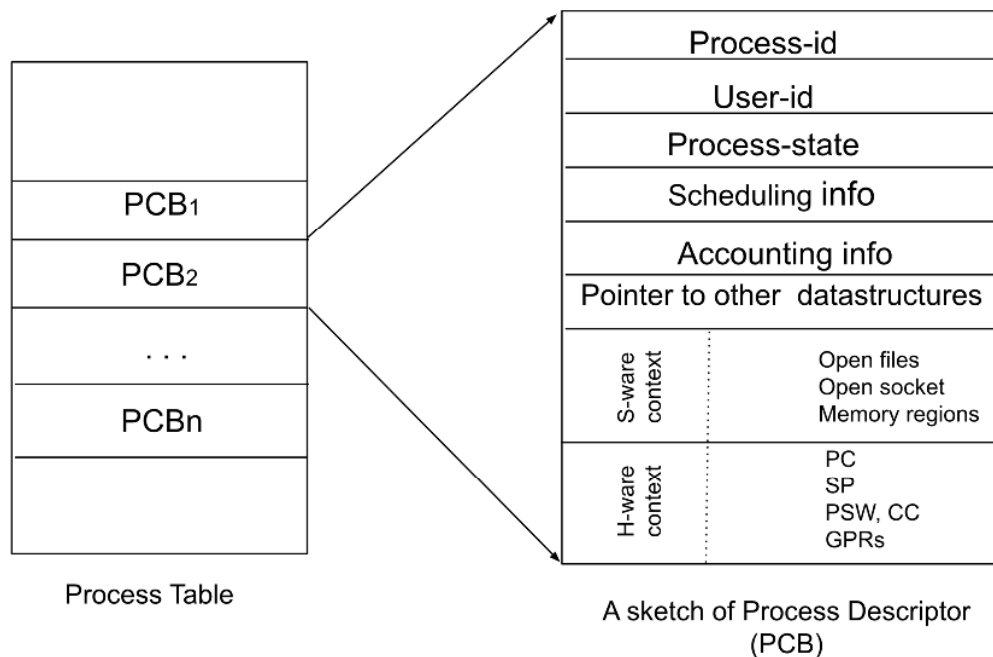 PCB1
PCB2
. . .
PCBn
Process Table
Process-id
User-id
Process-state
Scheduling info
Accounting info
Pointer to other datastructures
S-ware
context
Open files
Open socket
Memory regions
H-ware
context
PC
SP
PSW, CC
GPRs
A sketch of Process Descriptor
(PCB)